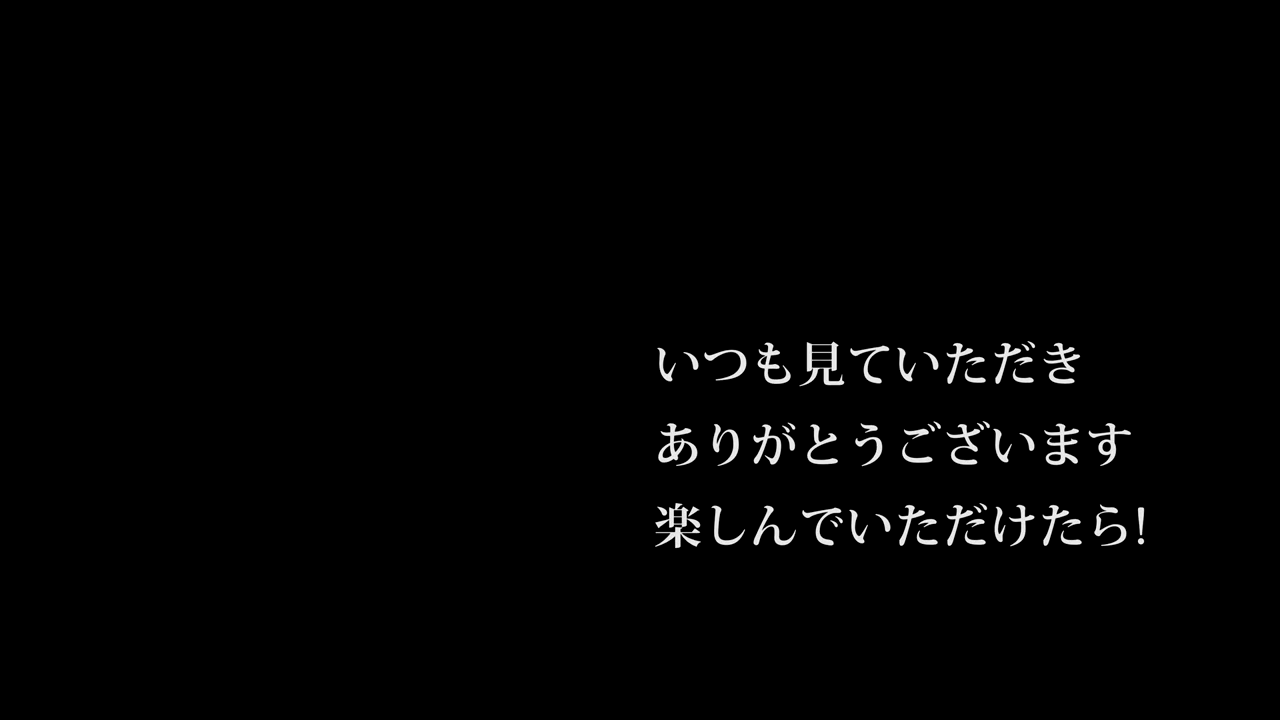 いつも見ていただき
ありがとうございます
楽しんでいただけたら!